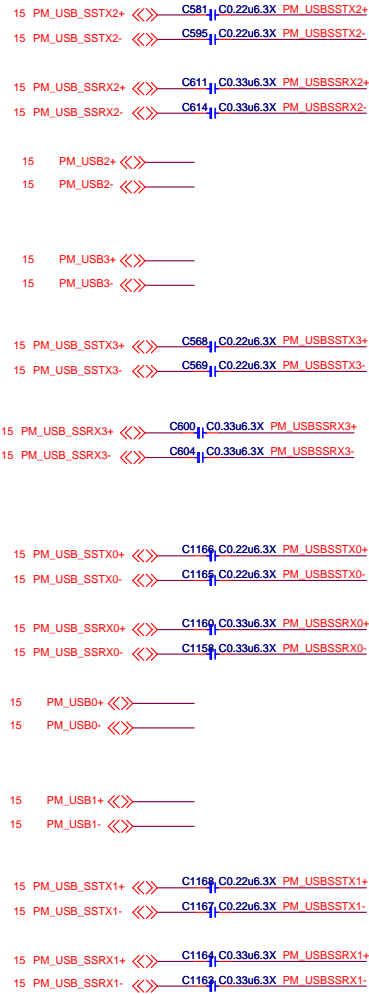 15 PM_USB_SSTX2+ C581 C0.22u6.3X PM_USBSSTX2+
15 PM_USB_SSTX2- C595 C0.22u6.3X PM_USBSSTX2-
15 PM_USB_SSRX2+ C611 C0.33u6.3X PM_USBSSRX2+
15 PM_USB_SSRX2- C614 C0.33u6.3X PM_USBSSRX2-
15 PM_USB2+
15 PM_USB2-
15 PM_USB3+
15 PM_USB3-
15 PM_USB_SSTX3+ C568 C0.22u6.3X PM_USBSSTX3+
15 PM_USB_SSTX3- C569 C0.22u6.3X PM_USBSSTX3-
15 PM_USB_SSRX3+ C600 C0.33u6.3X PM_USBSSRX3+
15 PM_USB_SSRX3- C604 C0.33u6.3X PM_USBSSRX3-
15 PM_USB_SSTX0+ C1166 C0.22u6.3X PM_USBSSTX0+
15 PM_USB_SSTX0- C1165 C0.22u6.3X PM_USBSSTX0-
15 PM_USB_SSRX0+ C1160 C0.33u6.3X PM_USBSSRX0+
15 PM_USB_SSRX0- C1158 C0.33u6.3X PM_USBSSRX0-
15 PM_USB0+
15 PM_USB0-
15 PM_USB1+
15 PM_USB1-
15 PM_USB_SSTX1+ C1168 C0.22u6.3X PM_USBSSTX1+
15 PM_USB_SSTX1- C1167 C0.22u6.3X PM_USBSSTX1-
15 PM_USB_SSRX1+ C1164 C0.33u6.3X PM_USBSSRX1+
15 PM_USB_SSRX1- C1163 C0.33u6.3X PM_USBSSRX1-